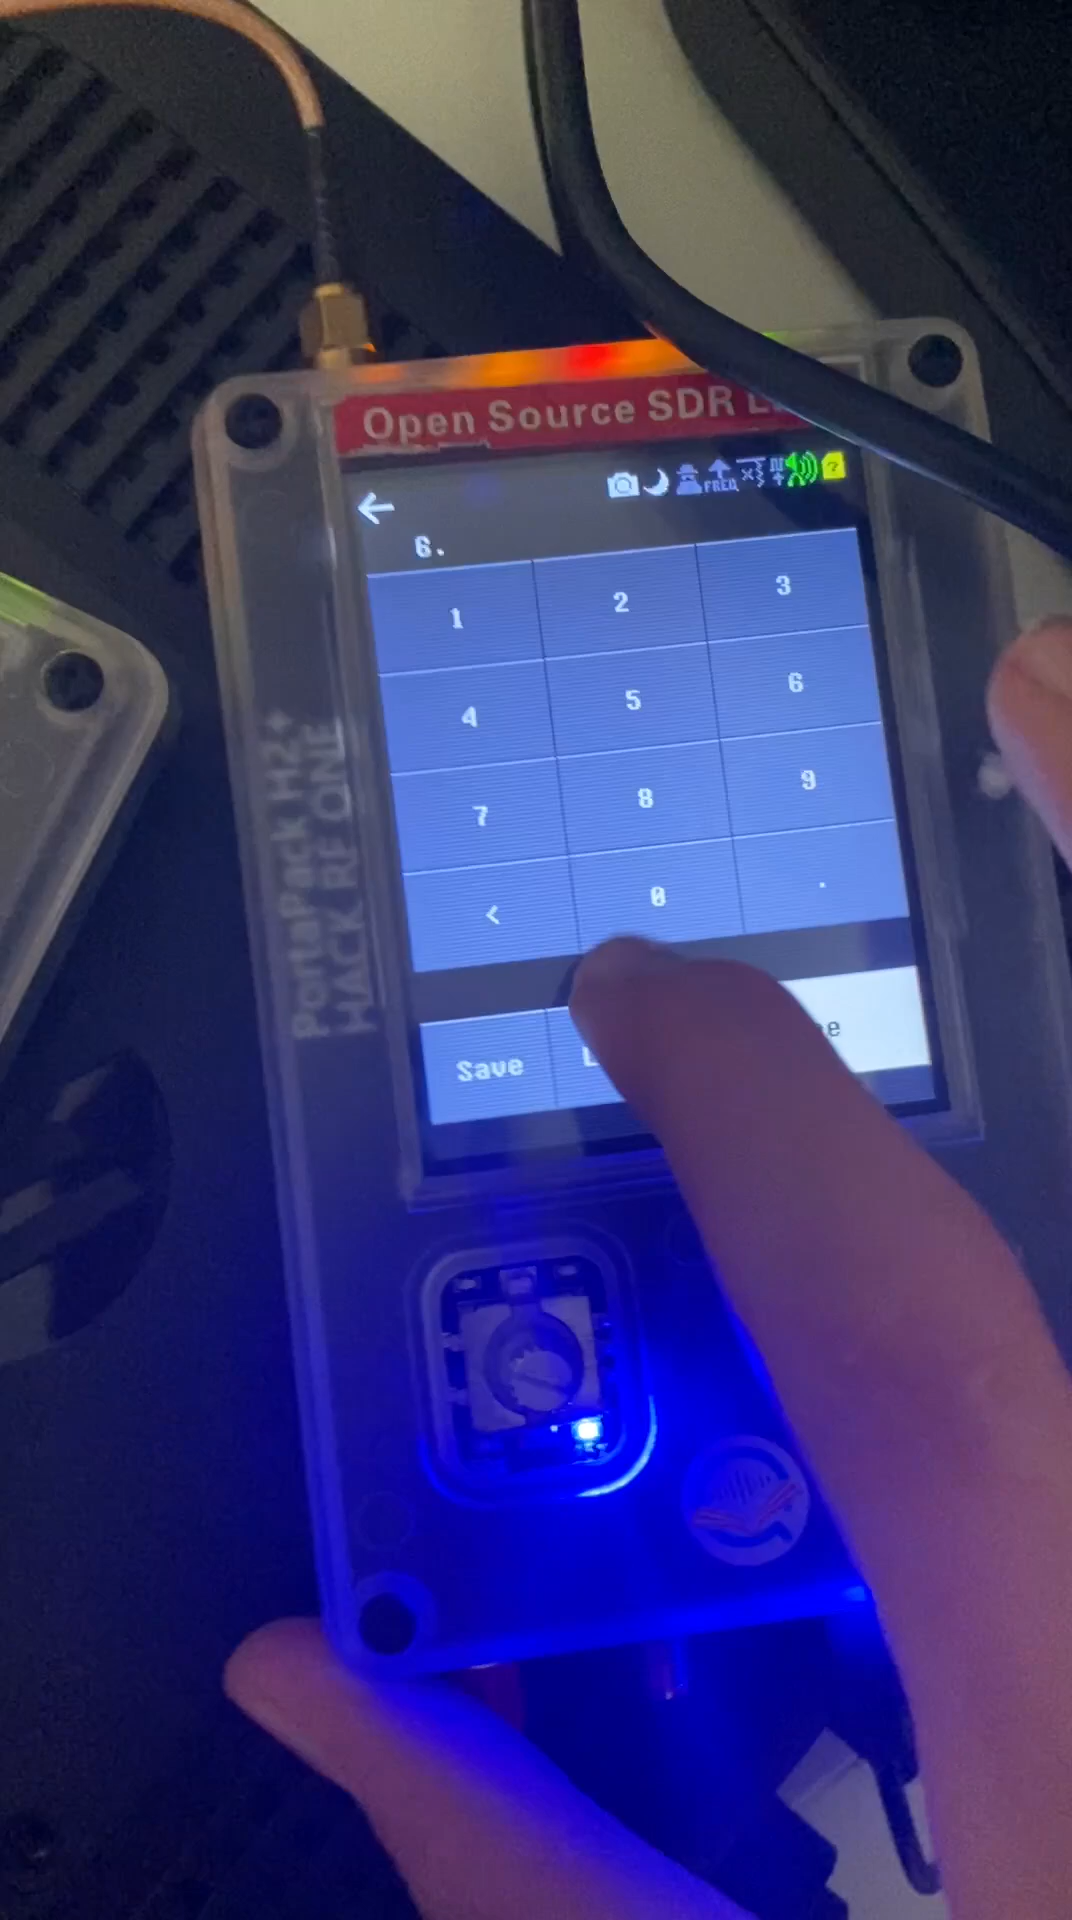 Open Source SDR
FREQ
?
6.
1 2 3
4 5 6
7 8 9
< 0 .
Save
PortaPack H2+
HACK RF ONE